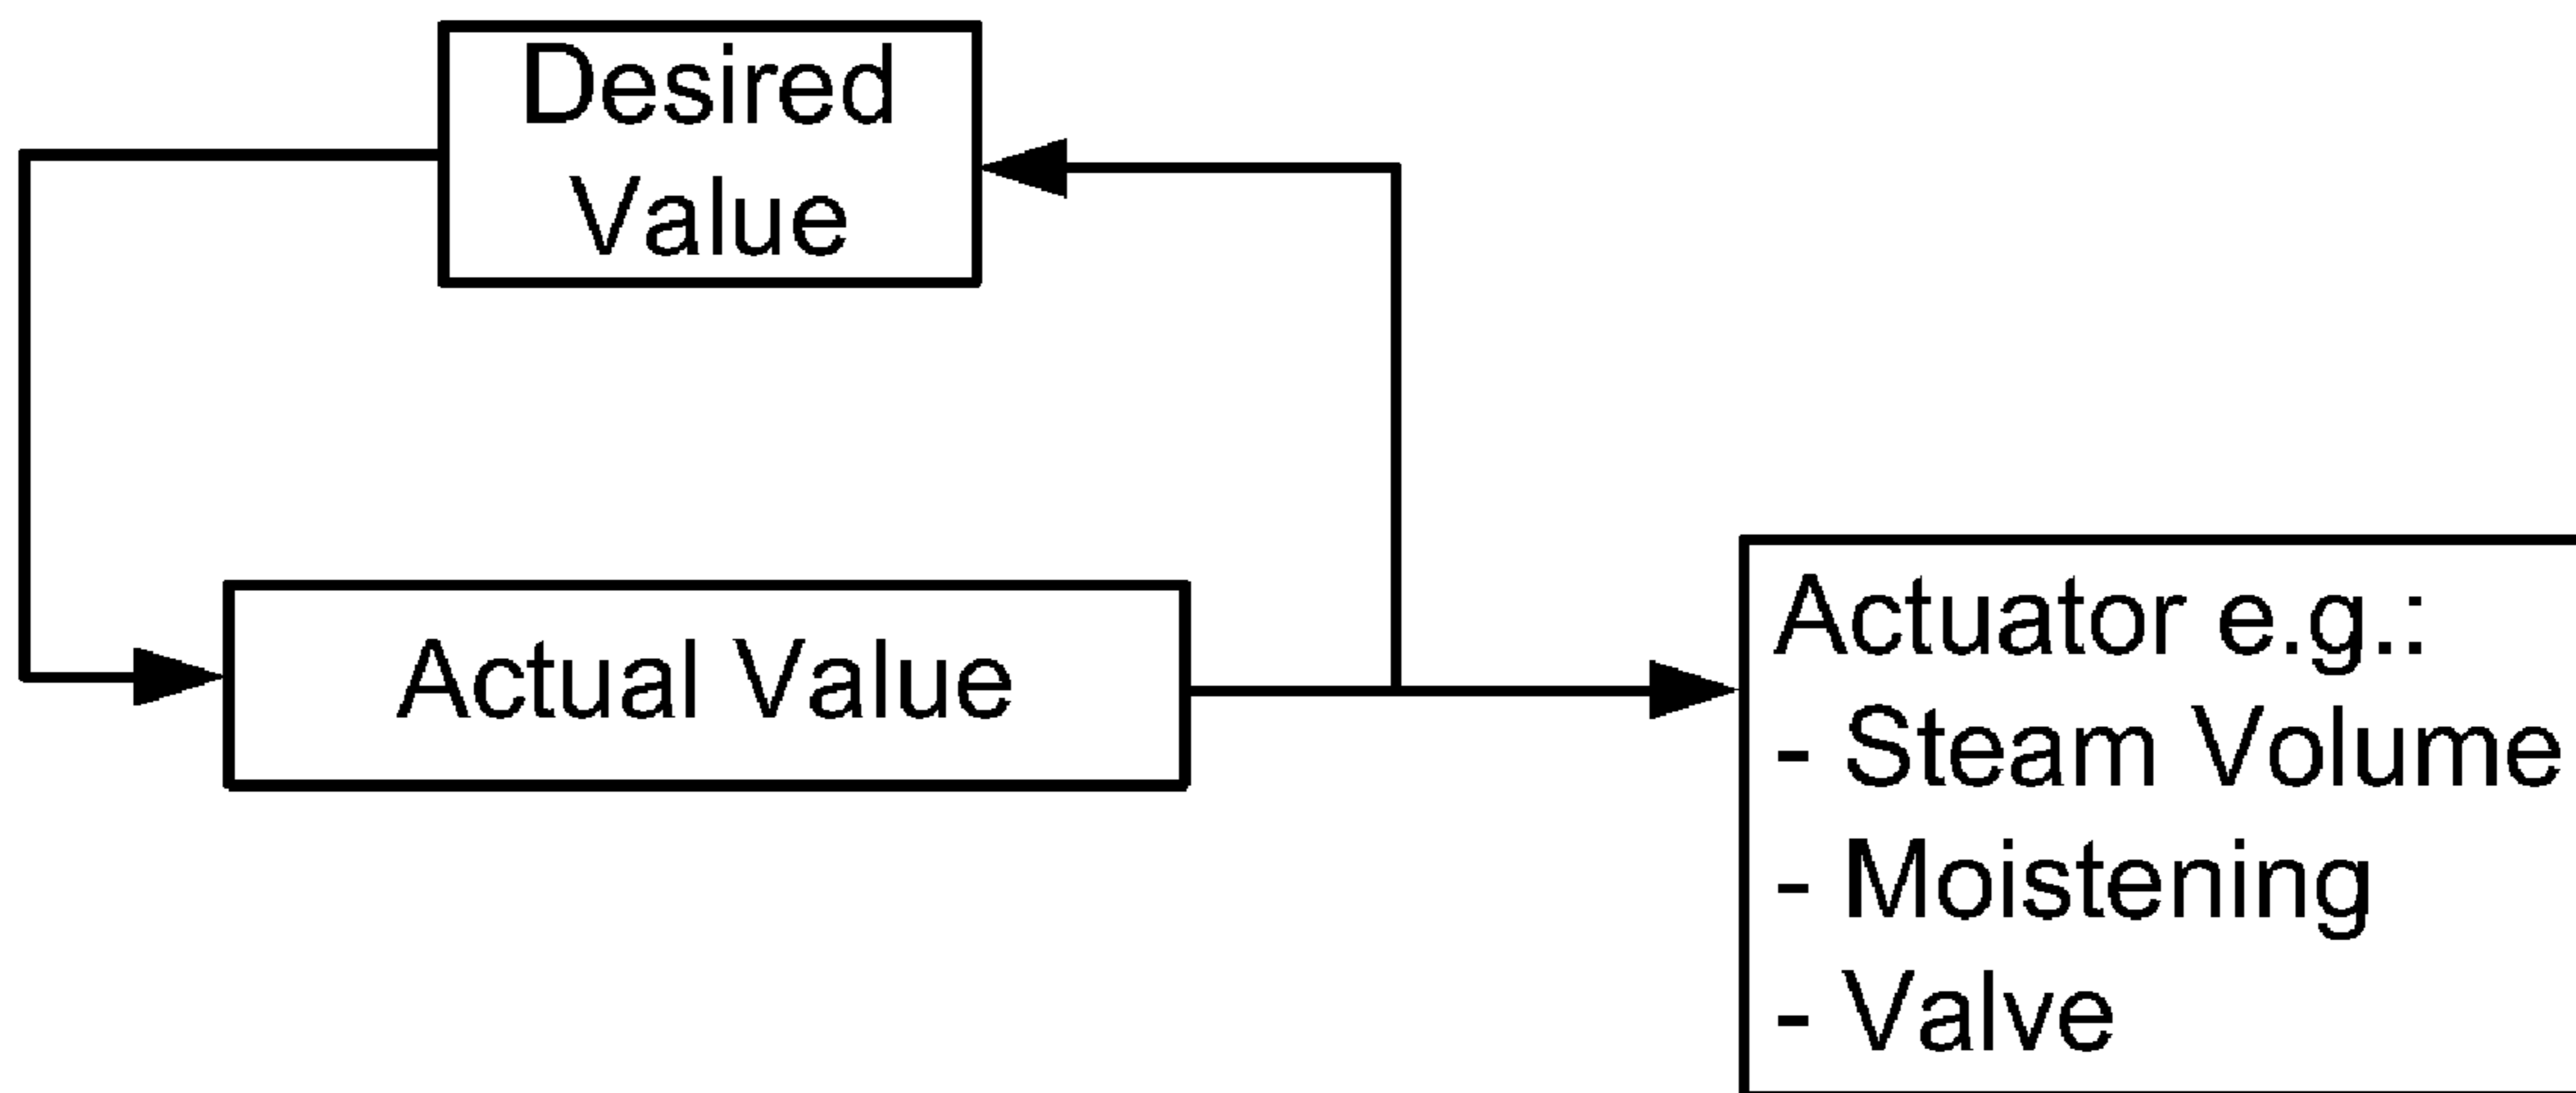 Desired
Value
Actual Value
Actuator e.g.:
- Steam Volume
- Moistening
- Valve